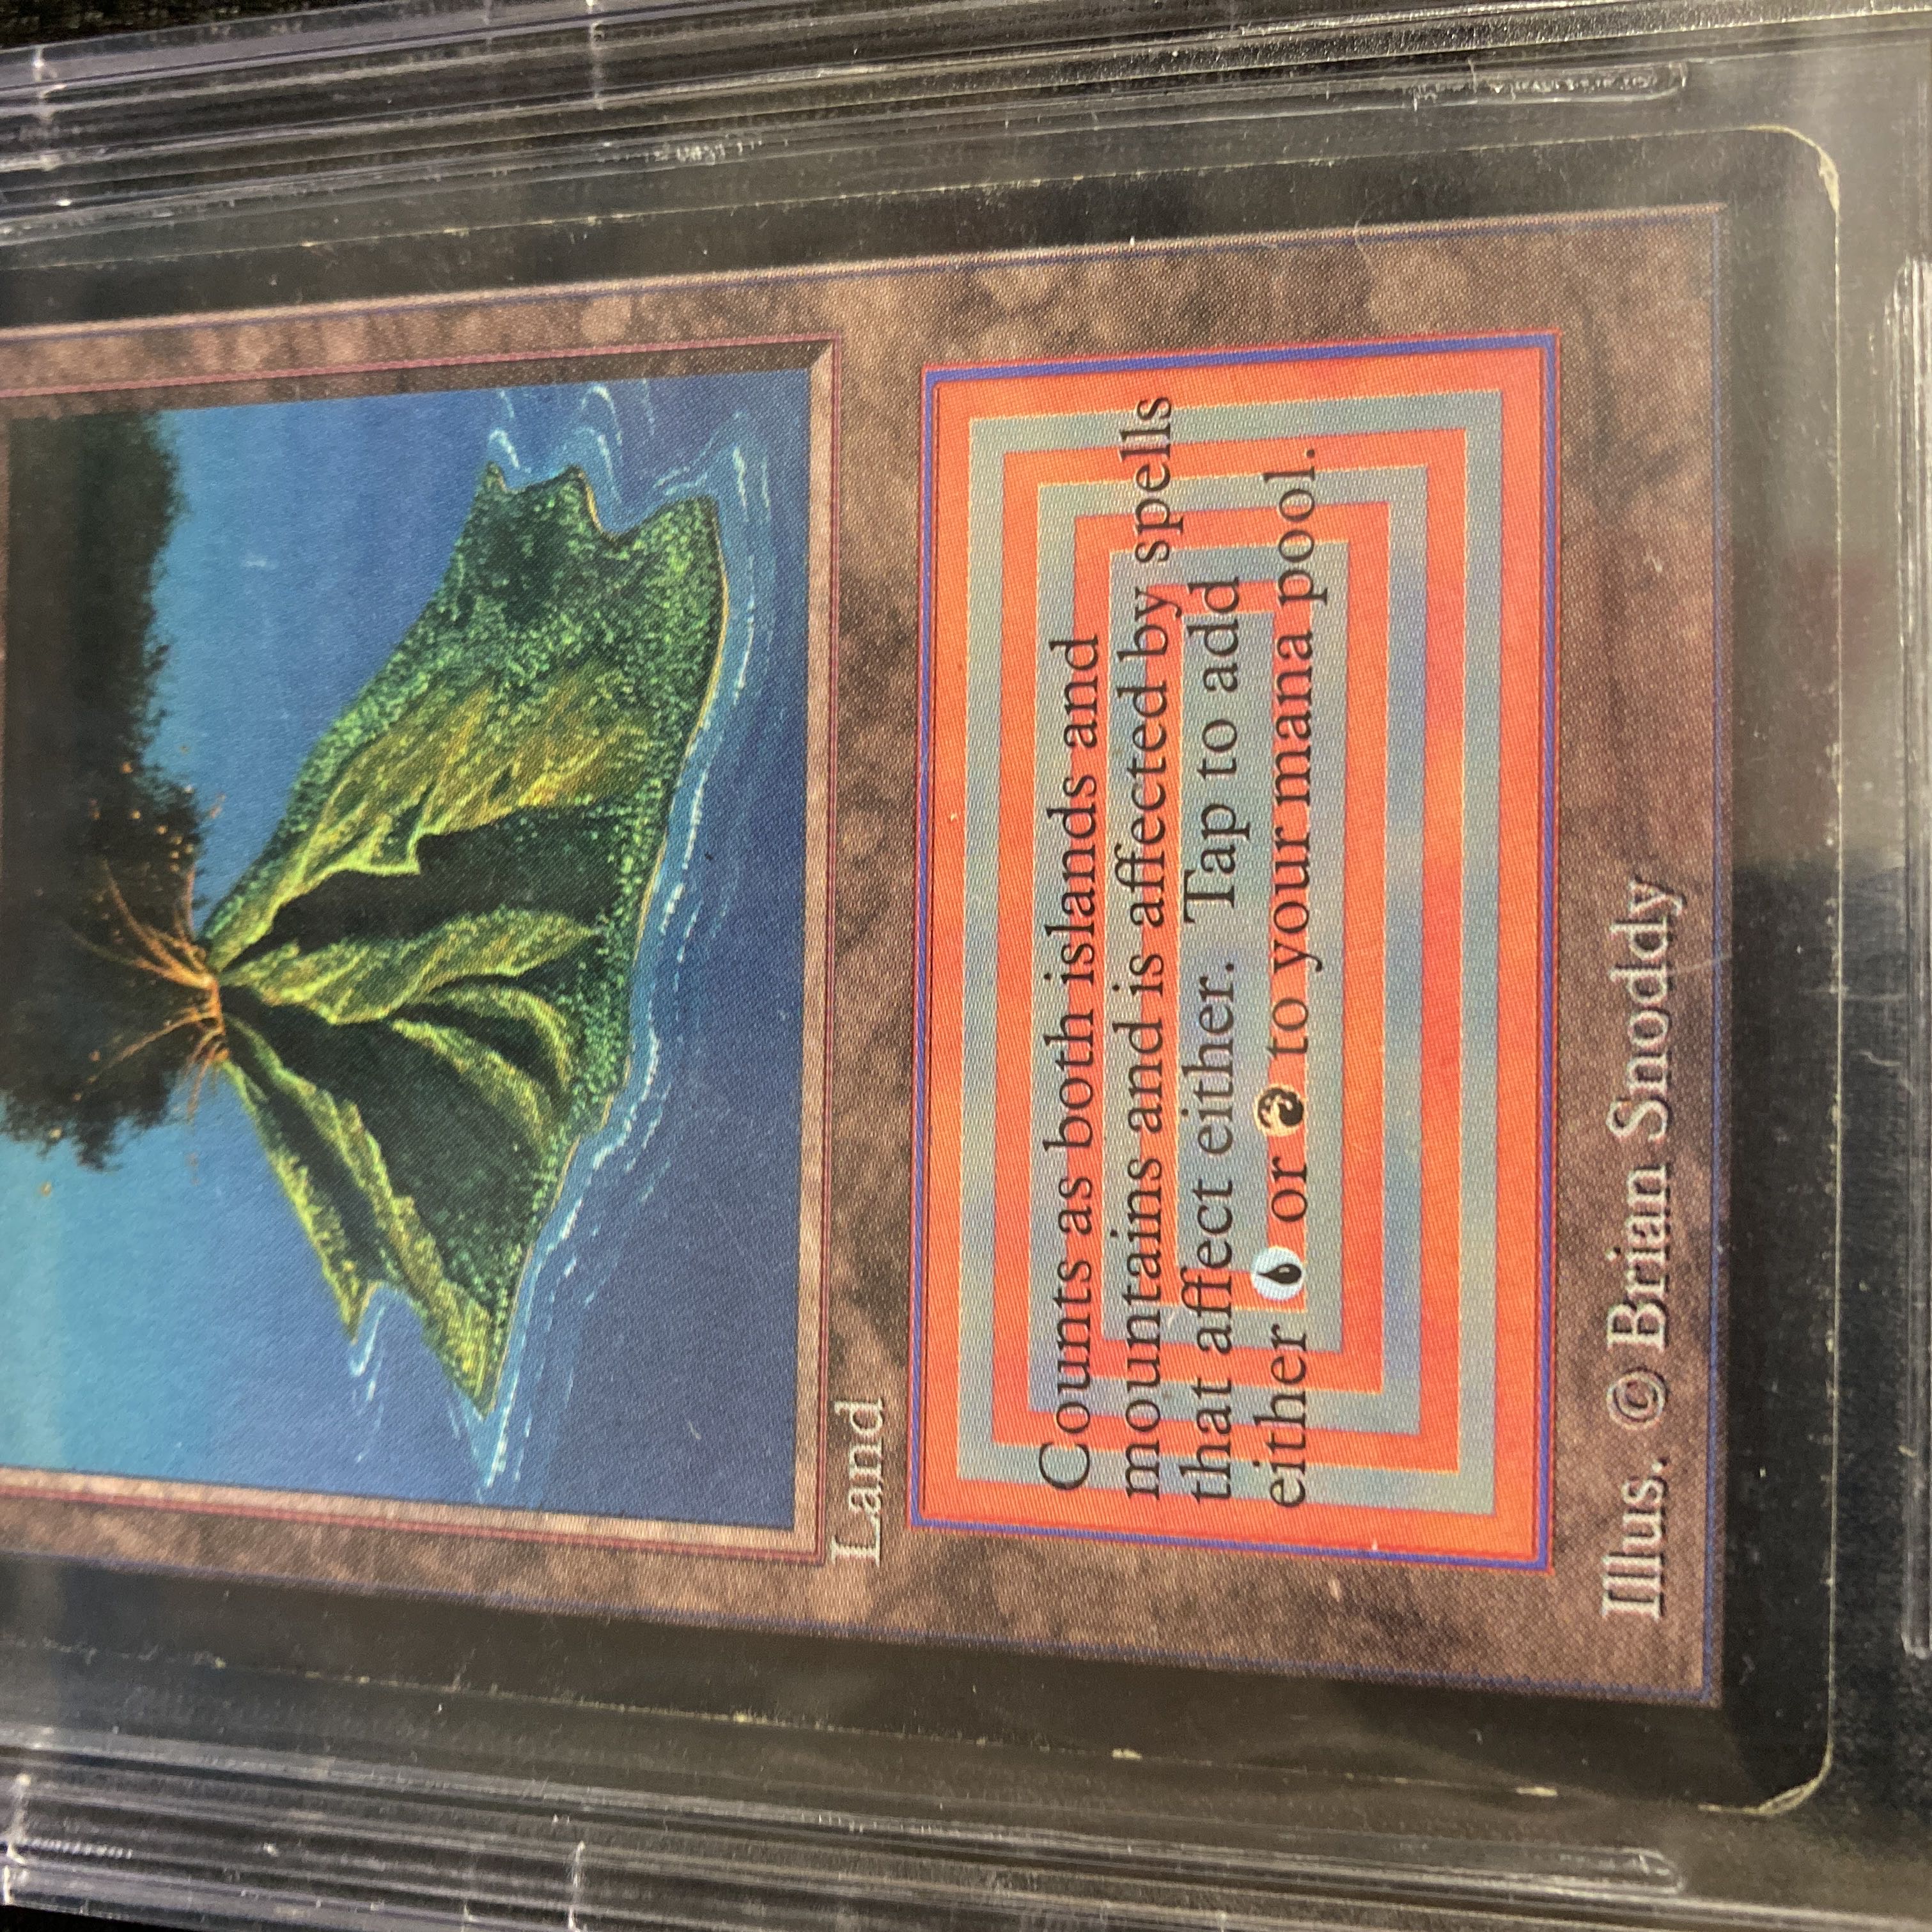 Land
Counts as both islands and
mountains and is affected by spells
that affect either. Tap to add
either or to your mana pool.
Illus. © Brian Snoddy